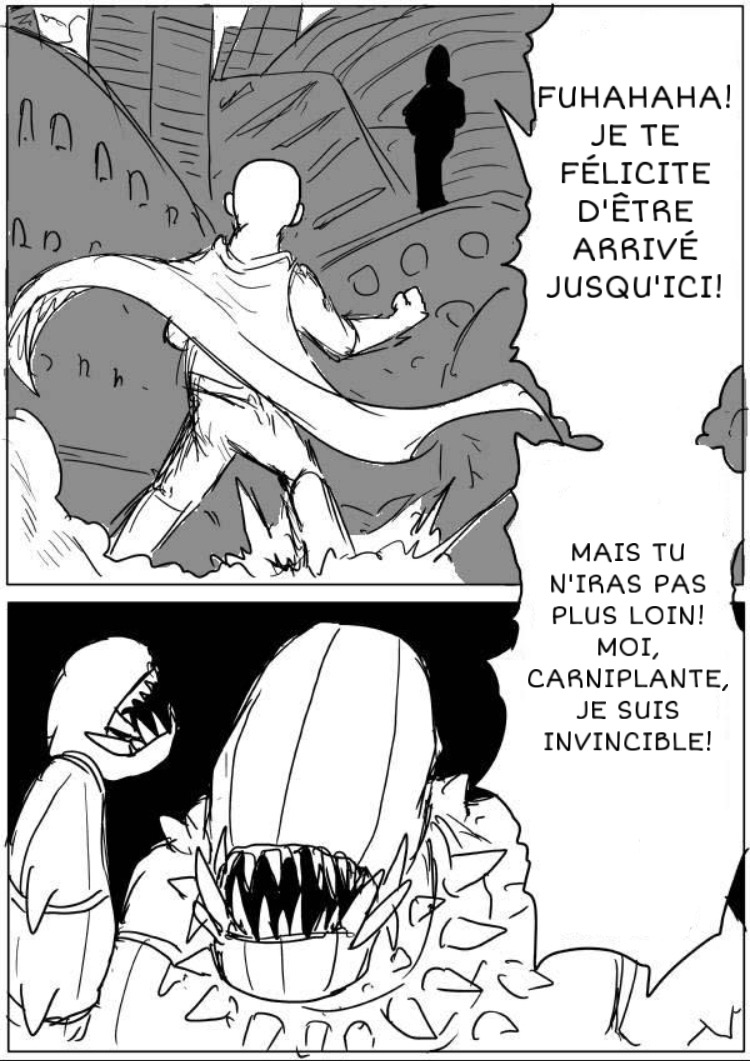 FUHAHAHA!
JE TE
FÉLICITE
D'ÊTRE
ARRIVÉ
JUSQU'ICI!
MAIS TU
N'IRAS PAS
PLUS LOIN!
MOI,
CARNIPLANTE,
JE SUIS
INVINCIBLE!